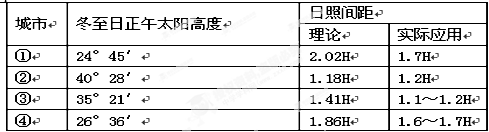 城市 冬至日正午太阳高度 日照间距
理论 实际应用
① 24° 45′ 2.02H 1.7H
② 40° 28′ 1.18H 1.2H
③ 35° 21′ 1.41H 1.1～1.2H
④ 26° 36′ 1.86H 1.6～1.7H